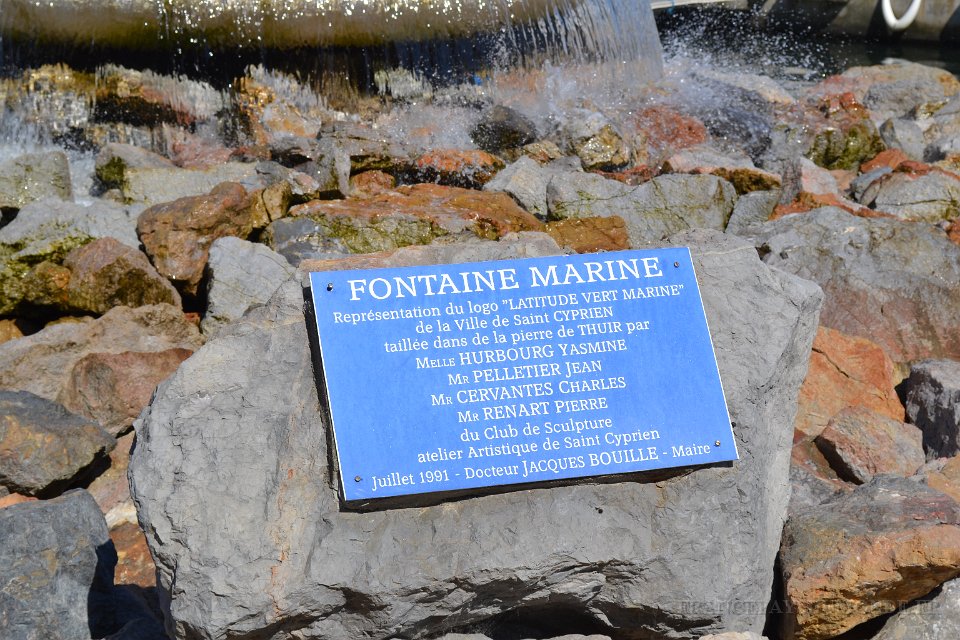 FONTAINE MARINE
Représentation du logo "LATITUDE VERT MARINE"
de la Ville de Saint CYPRIEN
taillée dans de la pierre de THUIR par
MELLE HURBOURG YASMINE
MR PELLETIER JEAN
MR CERVANTES CHARLES
MR RENART PIERRE
du Club de Sculpture
atelier Artistique de Saint Cyprien
Juillet 1991 - Docteur JACQUES BOUILLE - Maire